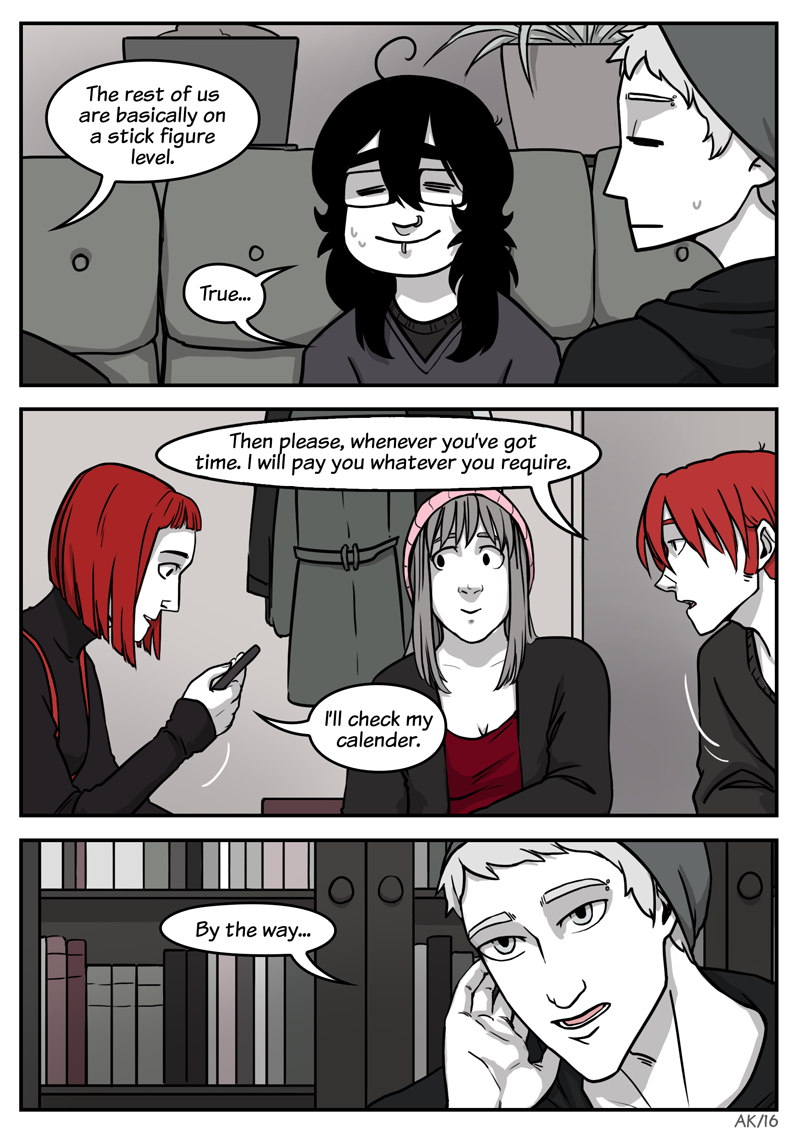 The rest of us
are basically on
a stick figure
level.
True...
Then please, whenever you've got
time. I will pay you whatever you require.
I'll check my
calender.
By the way...
AK/16